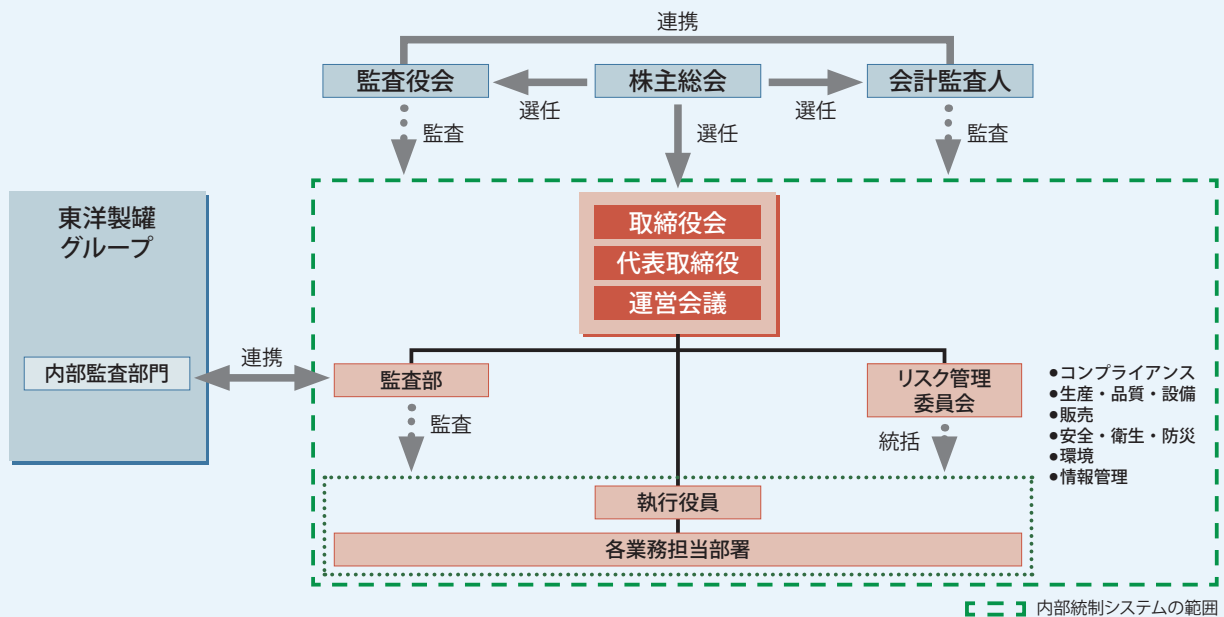 連携
監査役会
株主総会
会計監査人
選任
選任
選任
監査
監査
東洋製罐
グループ
内部監査部門
連携
取締役会
代表取締役
運営会議
監査部
リスク管理
委員会
監査
統括
●コンプライアンス
●生産・品質・設備
●販売
●安全・衛生・防災
●環境
●情報管理
執行役員
各業務担当部署
内部統制システムの範囲